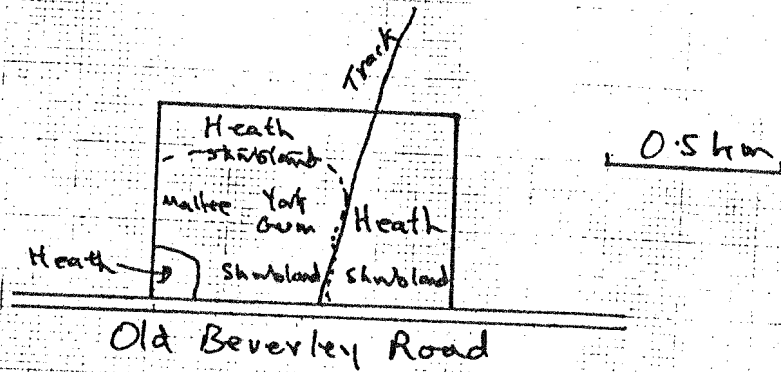 Track
Heath
Shrubland
0.5 km
Mallee York Gum
Heath
Heath
Shrubland
Shrubland
Old Beverley Road